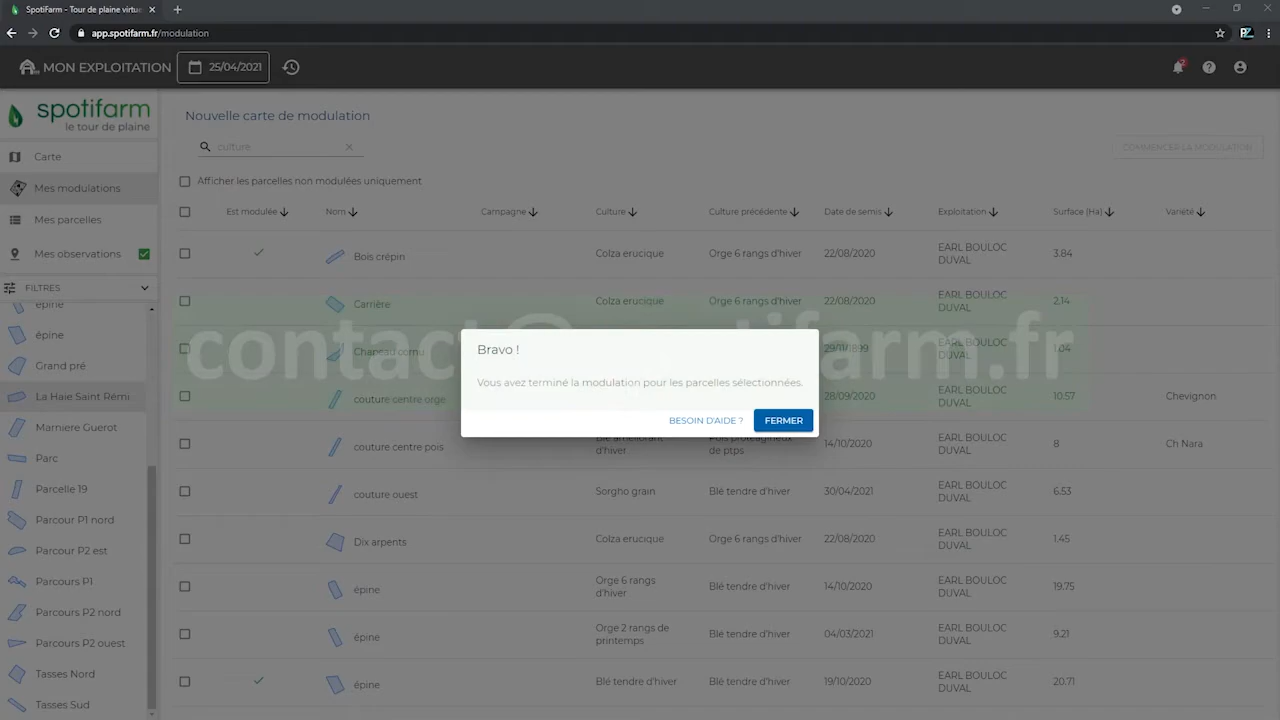 SpotiFarm - Tour de plaine virtue
app.spotifarm.fr/modulation
MON EXPLOITATION
25/04/2021
2
spotifarm
le tour de plaine
Carte
Mes modulations
Mes parcelles
Mes observations
FILTRES
épine
épine
Grand pré
La Haie Saint Rémi
Marniere Guerot
Parc
Parcelle 19
Parcour P1 nord
Parcour P2 est
Parcours P1
Parcours P2 nord
Parcours P2 ouest
Tasses Nord
Tasses Sud
Nouvelle carte de modulation
culture
COMMENCER LA MODULATION
Afficher les parcelles non modulées uniquement
Est modulée Nom Campagne Culture Culture précédente Date de semis Exploitation Surface (Ha) Variété
Bois crépin Colza erucique Orge 6 rangs d'hiver 22/08/2020 EARL BOULOC DUVAL 3.84
Carrière Colza erucique Orge 6 rangs d'hiver 22/08/2020 EARL BOULOC DUVAL 2.14
Chapeau cornu 29/11/1899 EARL BOULOC DUVAL 1.04
couture centre orge 28/09/2020 EARL BOULOC DUVAL 10.57 Chevignon
couture centre pois Blé améliorant d'hiver Pois protéagineux de ptps 14/10/2020 EARL BOULOC DUVAL 8 Ch Nara
couture ouest Sorgho grain Blé tendre d'hiver 30/04/2021 EARL BOULOC DUVAL 6.53
Dix arpents Colza erucique Orge 6 rangs d'hiver 22/08/2020 EARL BOULOC DUVAL 1.45
épine Orge 6 rangs d'hiver Blé tendre d'hiver 14/10/2020 EARL BOULOC DUVAL 19.75
épine Orge 2 rangs de printemps Blé tendre d'hiver 04/03/2021 EARL BOULOC DUVAL 9.21
épine Blé tendre d'hiver Blé tendre d'hiver 19/10/2020 EARL BOULOC DUVAL 20.71
Bravo !
Vous avez terminé la modulation pour les parcelles sélectionnées.
BESOIN D'AIDE ?
FERMER